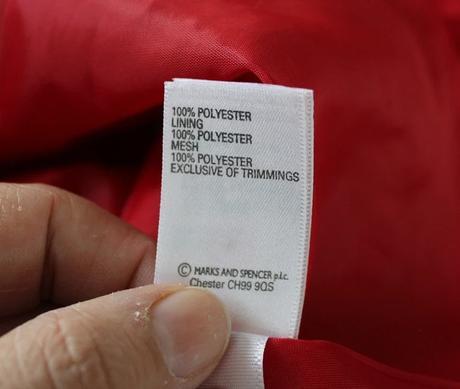 100% POLYESTER
LINING
100% POLYESTER
MESH
100% POLYESTER
EXCLUSIVE OF TRIMMINGS
© MARKS AND SPENCER p.l.c.
Chester CH99 9QS